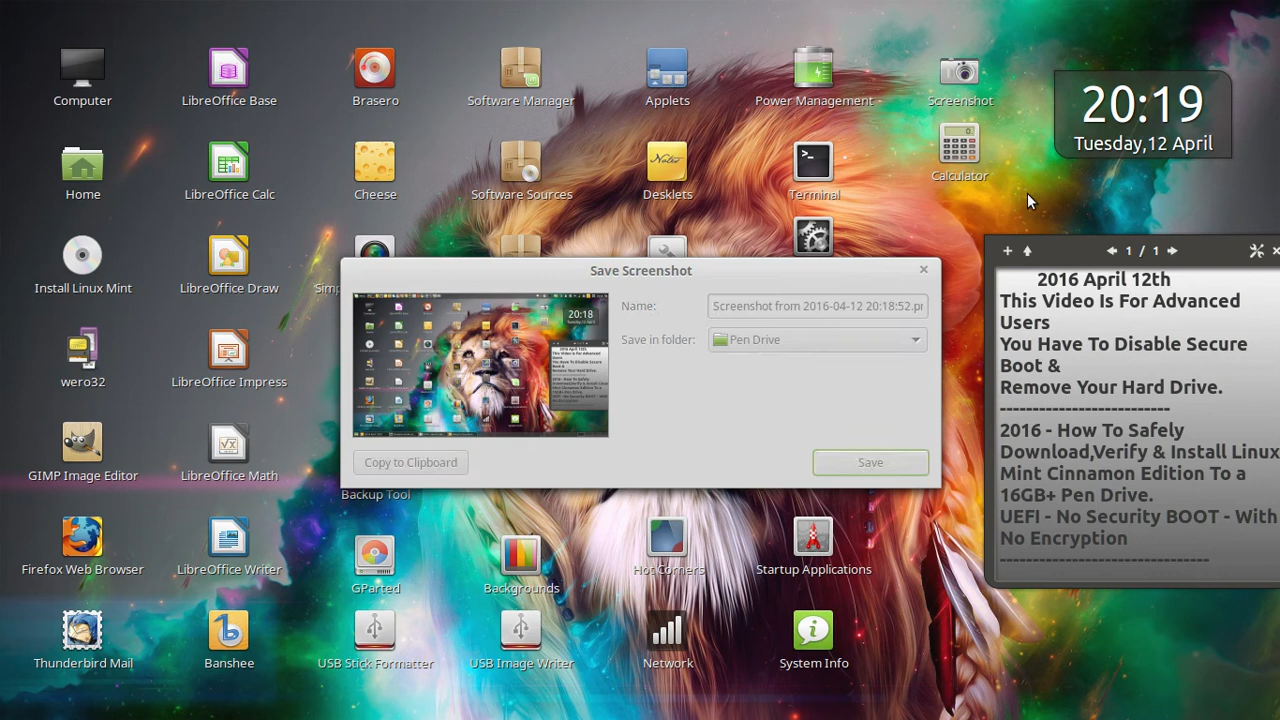 Computer
LibreOffice Base
Brasero
Software Manager
Applets
Power Management
Screenshot
20:19
Tuesday,12 April
Calculator
Home
LibreOffice Calc
Cheese
Software Sources
Notes
Desklets
>_
Terminal
1 / 1
2016 April 12th
This Video Is For Advanced
Users
You Have To Disable Secure
Boot &
Remove Your Hard Drive.
--------------------------
2016 - How To Safely
Download,Verify & Install Linux
Mint Cinnamon Edition To a
16GB+ Pen Drive.
UEFI - No Security BOOT - With
No Encryption
--------------------------------
Install Linux Mint
LibreOffice Draw
Save Screenshot
Name:
Screenshot from 2016-04-12 20:18:52.p
Save in folder:
Pen Drive
20:18
Copy to Clipboard
Save
wero32
LibreOffice Impress
GIMP Image Editor
LibreOffice Math
Backup Tool
Firefox Web Browser
LibreOffice Writer
GParted
Backgrounds
Hot Corners
Startup Applications
Thunderbird Mail
Banshee
USB Stick Formatter
USB Image Writer
Network
System Info